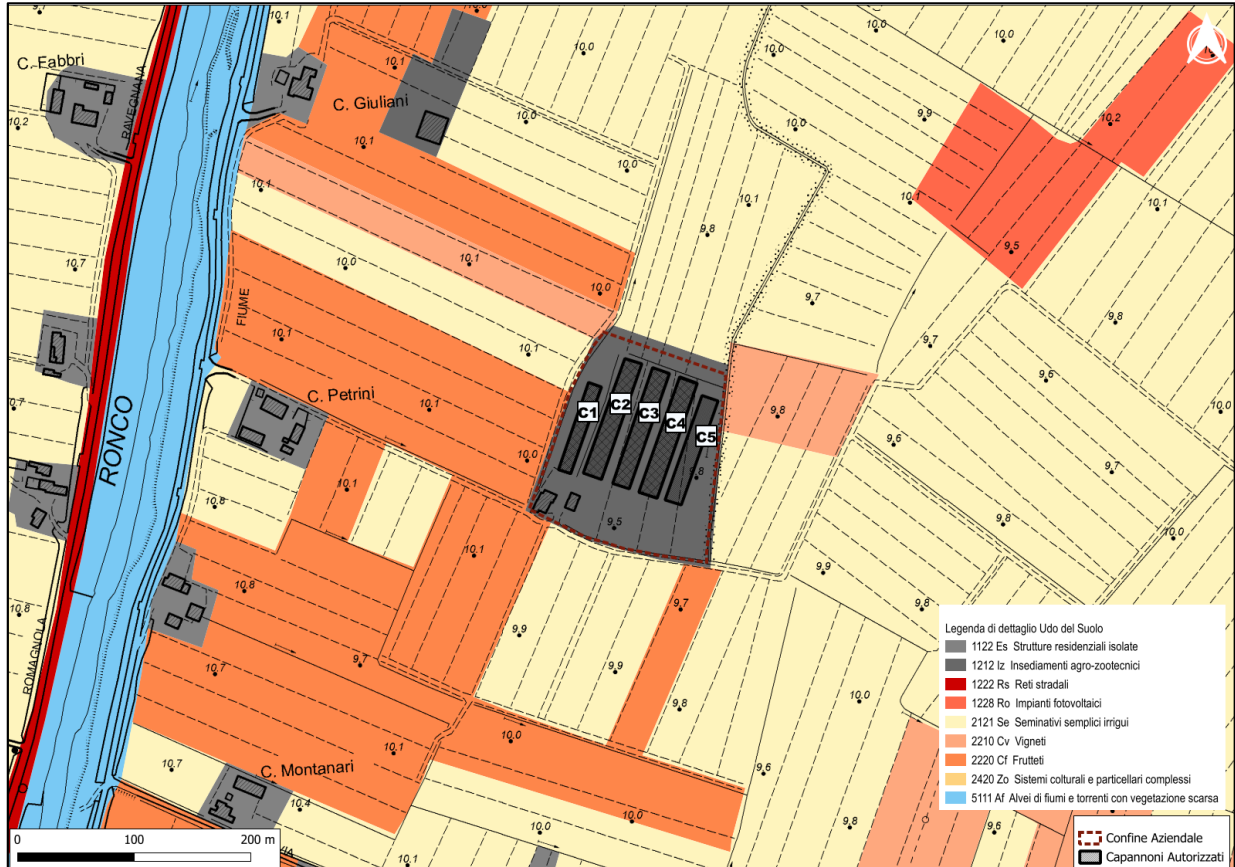 C. Fabbri
RAVEGNANA
10.2
10.1
C. Giuliani
10.1
10.0
10.0
10.0
10.0
10.0
10.0
9.9
10.2
10.1
10.1
9.5
10.1
10.1
9.8
10.7
10.1
10.0
10.1
10.0
FIUME
10.1
10.1
9.7
9.8
9.7
9.6
10.0
RONCO
C. Petrini
10.7
10.1
10.0
C1
C2
C3
C4
C5
9.8
9.8
9.5
9.6
9.7
9.8
10.0
10.1
10.8
10.1
10.8
10.8
9.7
9.9
9.7
9.9
9.8
9.9
9.8
10.0
ROMAGNOLA
10.7
10.1
10.0
9.8
9.6
10.7
C. Montanari
10.4
10.0
10.0
10.1
9.8
9.6
Legenda di dettaglio Udo del Suolo
1122 Es Strutture residenziali isolate
1212 Iz Insediamenti agro-zootecnici
1222 Rs Reti stradali
1228 Ro Impianti fotovoltaici
2121 Se Seminativi semplici irrigui
2210 Cv Vigneti
2220 Cf Frutteti
2420 Zo Sistemi colturali e particellari complessi
5111 Af Alvei di fiumi e torrenti con vegetazione scarsa
Confine Aziendale
Capannoni Autorizzati
0 100 200 m